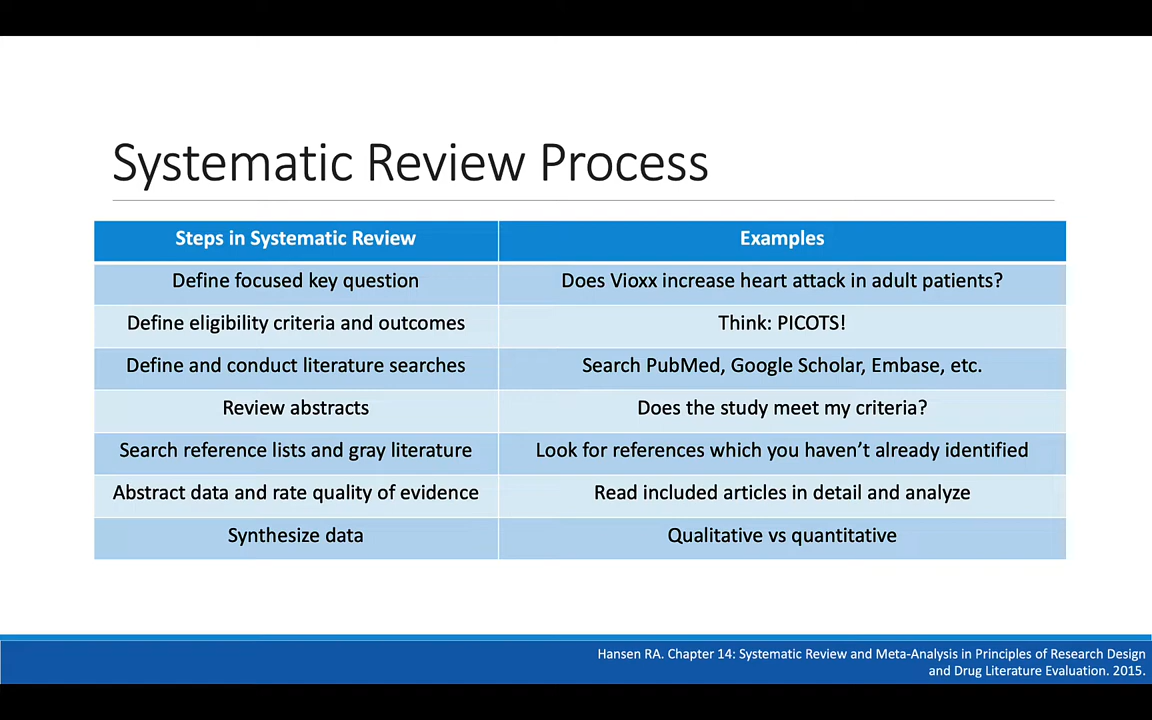 Systematic Review Process
Steps in Systematic Review
Examples
Define focused key question
Does Vioxx increase heart attack in adult patients?
Define eligibility criteria and outcomes
Think: PICOTS!
Define and conduct literature searches
Search PubMed, Google Scholar, Embase, etc.
Review abstracts
Does the study meet my criteria?
Search reference lists and gray literature
Look for references which you haven’t already identified
Abstract data and rate quality of evidence
Read included articles in detail and analyze
Synthesize data
Qualitative vs quantitative
Hansen RA. Chapter 14: Systematic Review and Meta-Analysis in Principles of Research Design
and Drug Literature Evaluation. 2015.